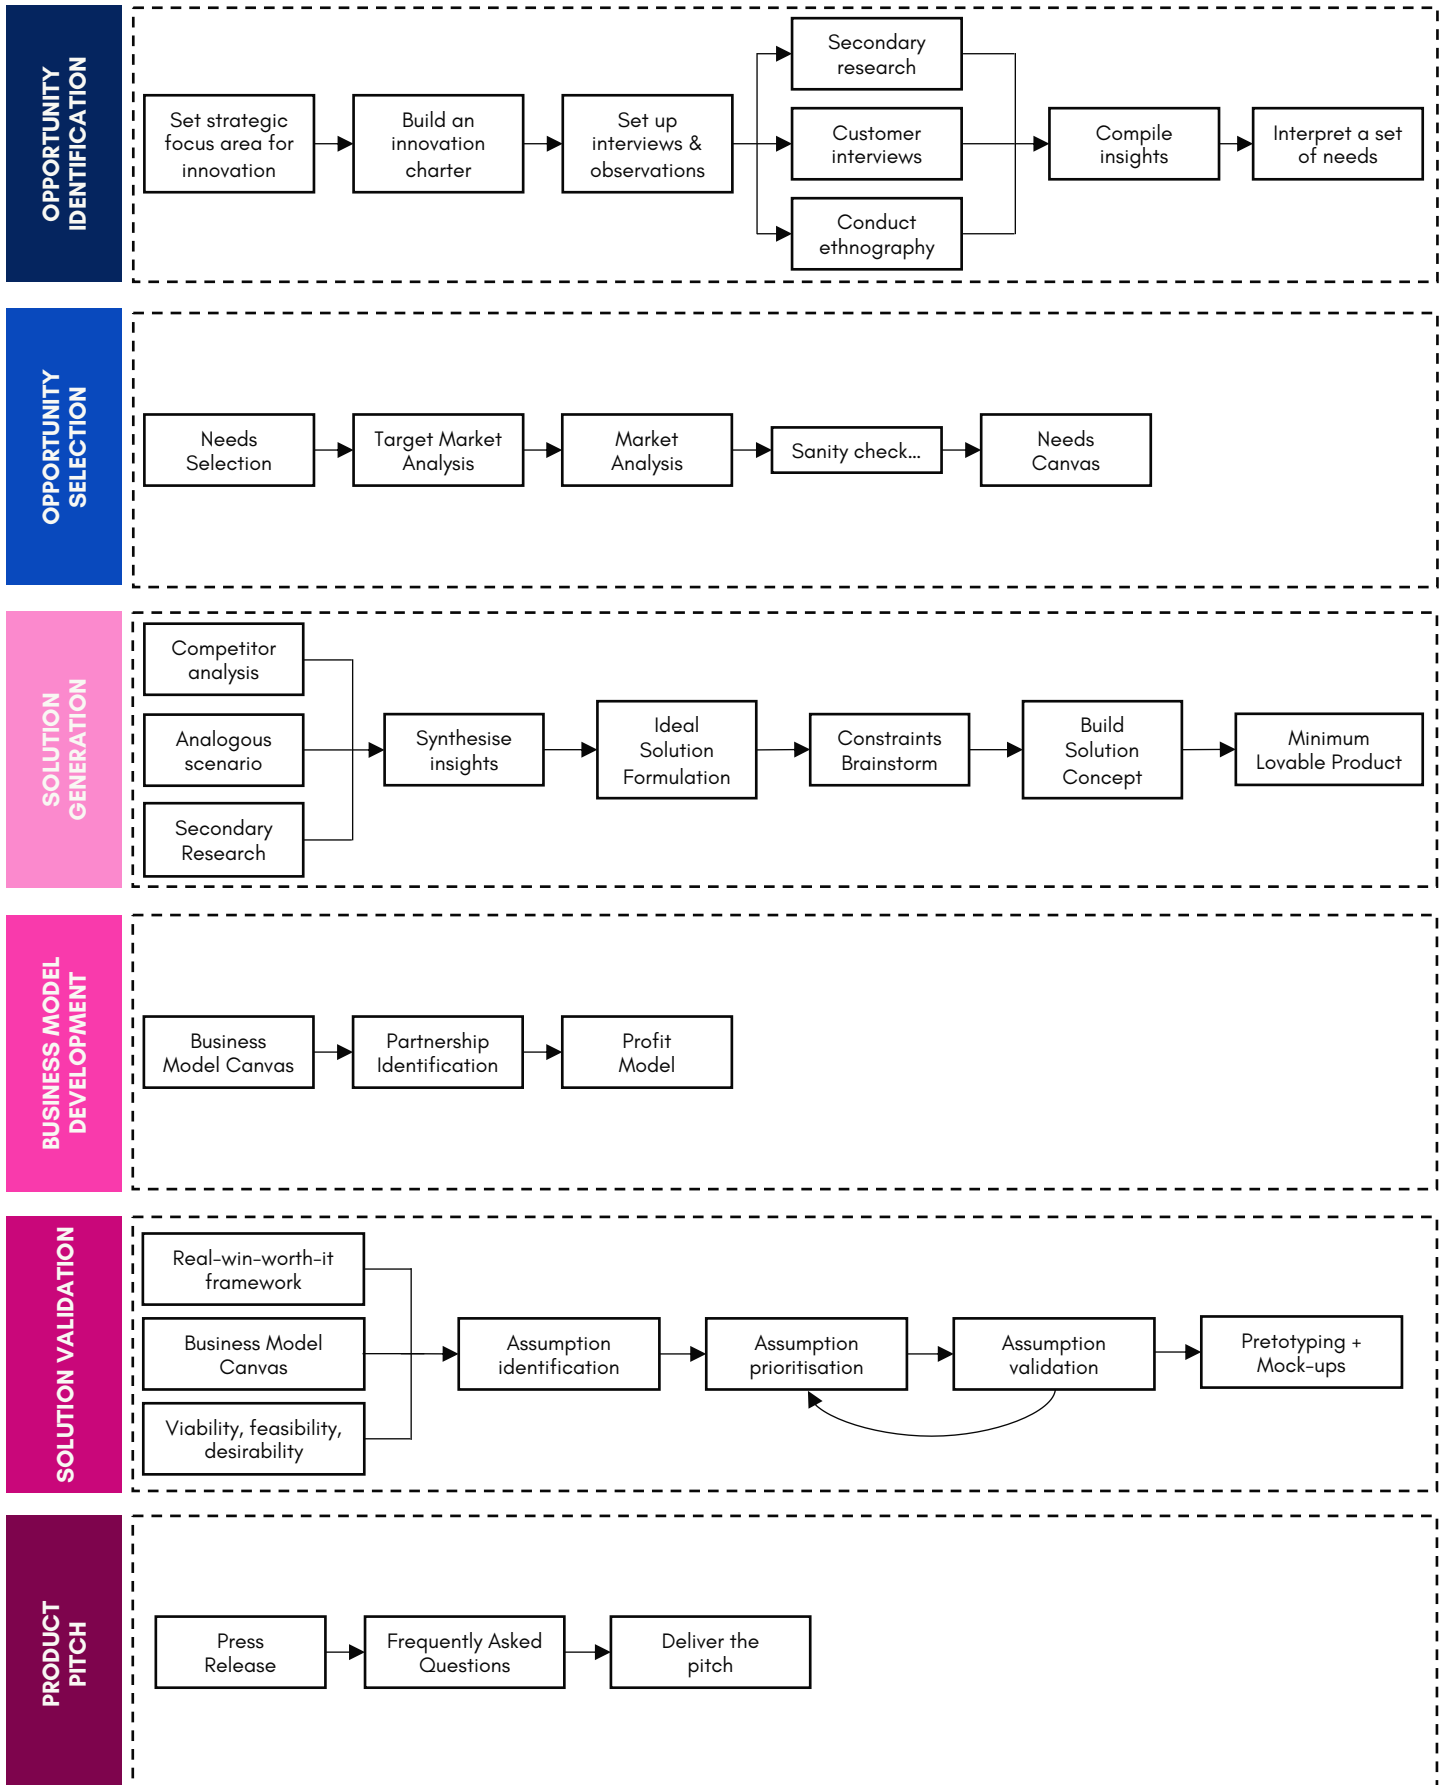 OPPORTUNITY
IDENTIFICATION
Set strategic
focus area for
innovation
Build an
innovation
charter
Set up
interviews &
observations
Secondary
research
Customer
interviews
Conduct
ethnography
Compile
insights
Interpret a set
of needs
OPPORTUNITY
SELECTION
Needs
Selection
Target Market
Analysis
Market
Analysis
Sanity check...
Needs
Canvas
SOLUTION
GENERATION
Competitor
analysis
Analogous
scenario
Secondary
Research
Synthesise
insights
Ideal
Solution
Formulation
Constraints
Brainstorm
Build
Solution
Concept
Minimum
Lovable Product
BUSINESS MODEL
DEVELOPMENT
Business
Model Canvas
Partnership
Identification
Profit
Model
SOLUTION VALIDATION
Real-win-worth-it
framework
Business Model
Canvas
Viability, feasibility,
desirability
Assumption
identification
Assumption
prioritisation
Assumption
validation
Pretotyping +
Mock-ups
PRODUCT
PITCH
Press
Release
Frequently Asked
Questions
Deliver the
pitch